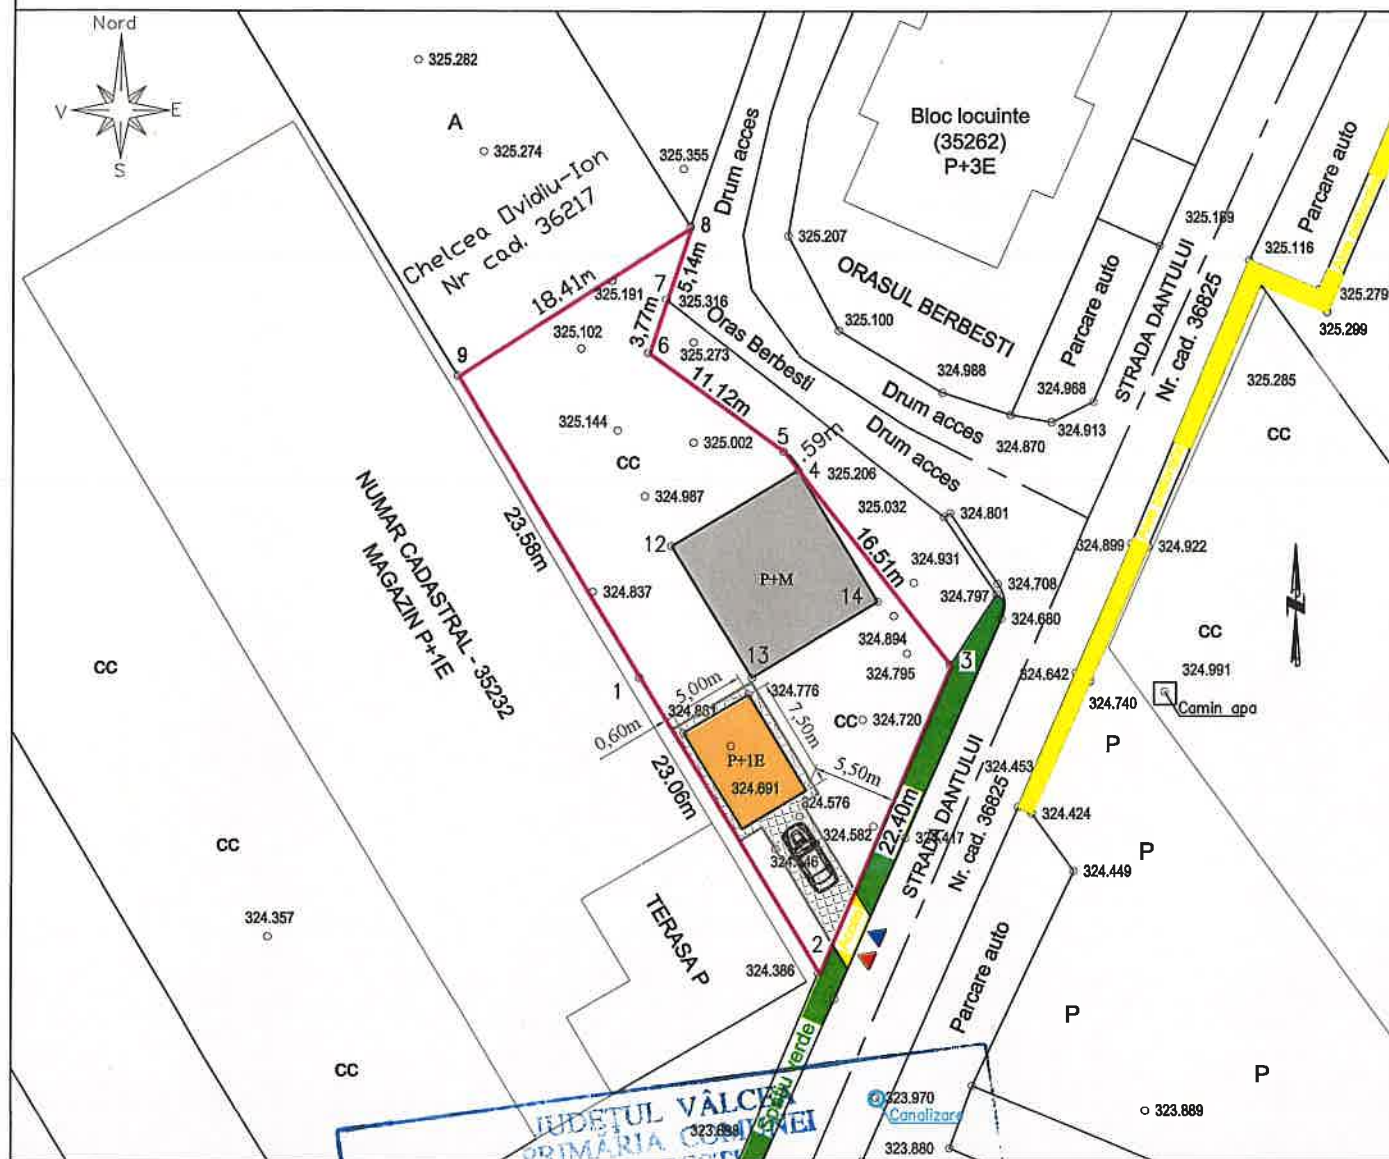 Nord
V
E
S
325.282
A
325.274
325.355
Chelcea Ovidiu-Ion
Nr cad. 36217
Drum acces
Bloc locuinte
(35262)
P+3E
Parcare auto
325.169
325.116
325.279
325.299
325.207
ORASUL BERBESTI
325.100
Parcare auto
STRADA DANTULUI
Nr. cad. 36825
8
5,14m
7
18.41m
325.191
325.316
3,77m
6
325.102
325.273
Oras Berbesti
9
11.12m
324.988
324.968
Drum acces
324.870
324.913
325.285
CC
Drum acces
325.144
325.002
5
.59m
4
CC
325.206
324.987
325.032
324.801
NUMAR CADASTRAL - 35232
MAGAZIN P+1E
23.58m
12
16.51m
324.899
324.922
324.931
P+M
324.708
324.797
324.837
14
324.680
324.894
CC
324.795
3
CC
13
324.642
324.991
1
5,00m
324.776
324.740
Camin apa
0,60m
7,50m
CC
324.720
P
P+1E
324.691
5,50m
324.453
23.06m
324.576
324.424
324.582
22.40m
324.417
STRADA DANTULUI
Nr. cad. 36825
P
CC
324.449
324.357
TERASA P
Acces
2
324.386
Parcare auto
P
Spatiu verde
CC
P
JUDEȚUL VÂLCEA
323.970
Canalizare
323.889
PRIMĂRIA COMUNEI
323.880